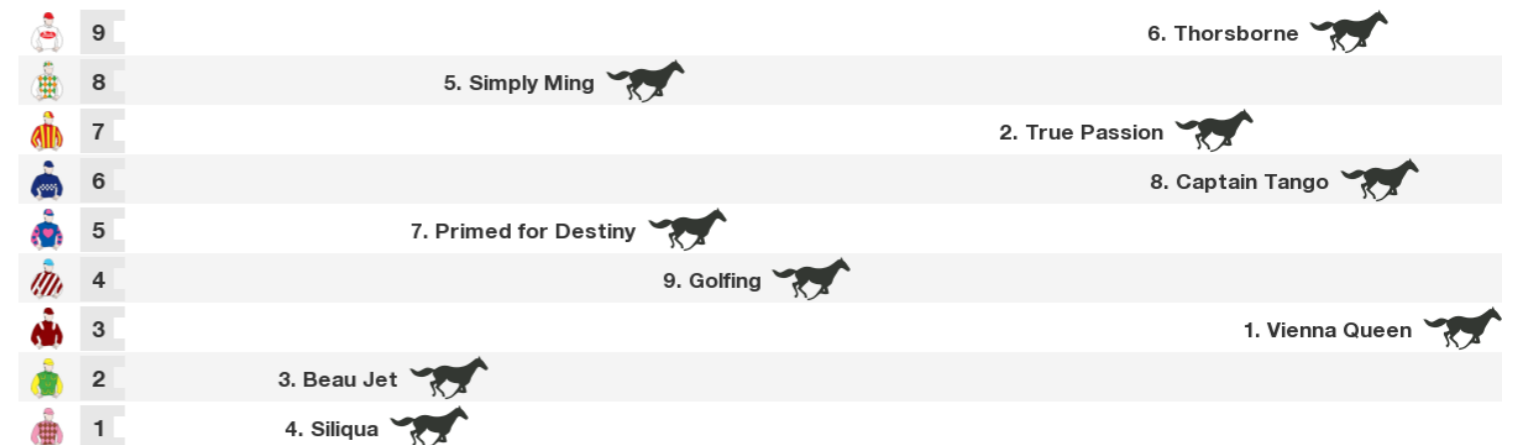 9 6. Thorsborne
8 5. Simply Ming
7 2. True Passion
6 8. Captain Tango
5 7. Primed for Destiny
4 9. Golfing
3 1. Vienna Queen
2 3. Beau Jet
1 4. Siliqua